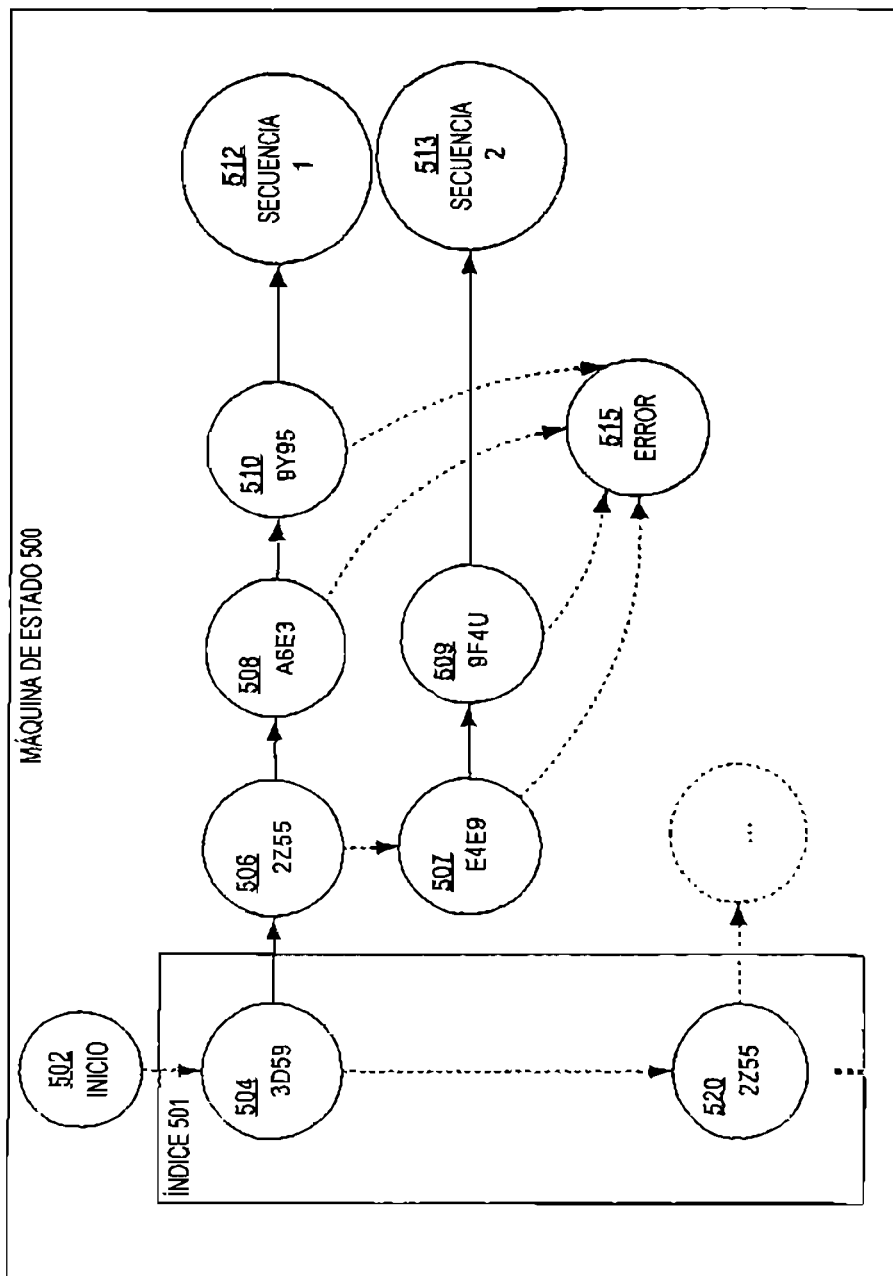 MÁQUINA DE ESTADO 500
502
INICIO
ÍNDICE 501
504
3D59
506
2Z55
508
A6E3
510
9Y95
512
SECUENCIA
1
507
E4E9
509
9F4U
513
SECUENCIA
2
515
ERROR
520
2Z55
...